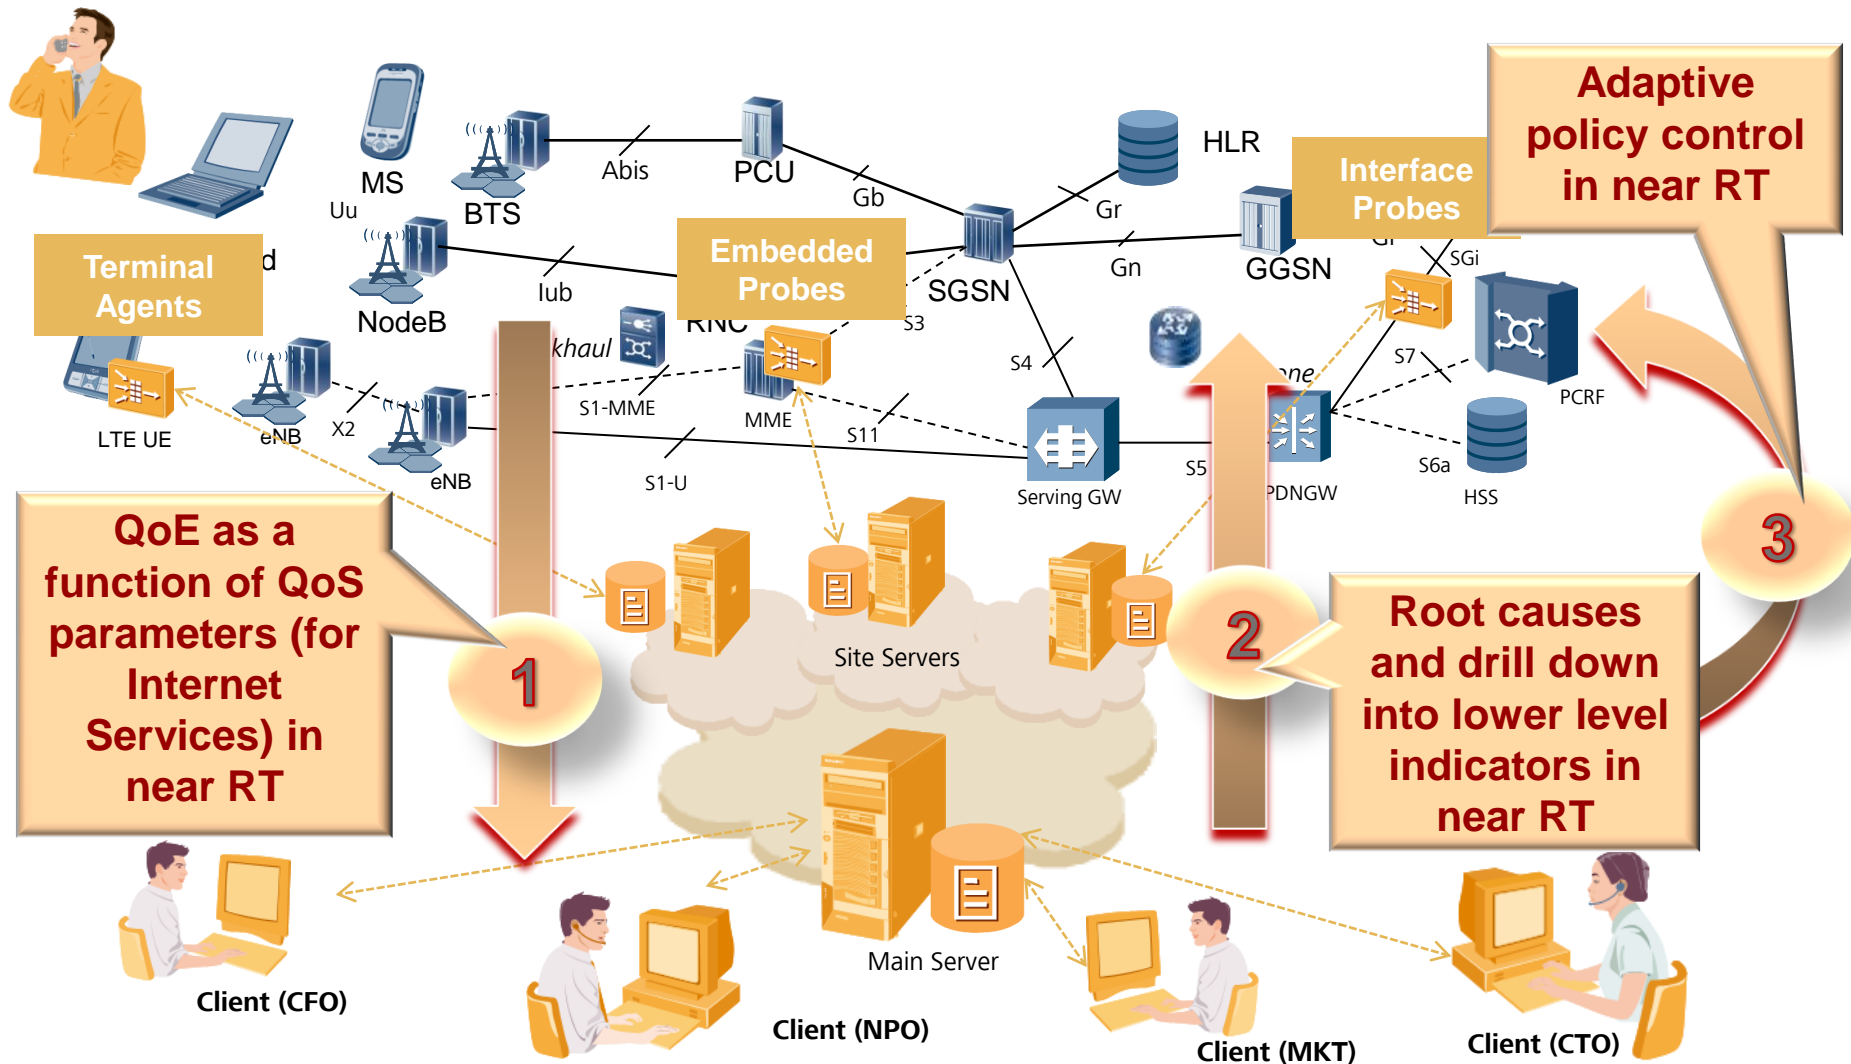 Adaptive
policy control
in near RT
HLR
MS
Uu
BTS
Abis
PCU
Gb
Gr
Interface
Probes
Terminal
Agents
d
Embedded
Probes
Iub
NodeB
RNC
SGSN
Gn
GGSN
Gi
SGi
S3
khaul
S4
one
S7
PCRF
LTE UE
eNB
X2
eNB
S1-MME
MME
S11
S1-U
Serving GW
S5
PDNGW
S6a
HSS
QoE as a
function of QoS
parameters (for
Internet
Services) in
near RT
1
2
3
Root causes
and drill down
into lower level
indicators in
near RT
Site Servers
Main Server
Client (CFO)
Client (NPO)
Client (MKT)
Client (CTO)